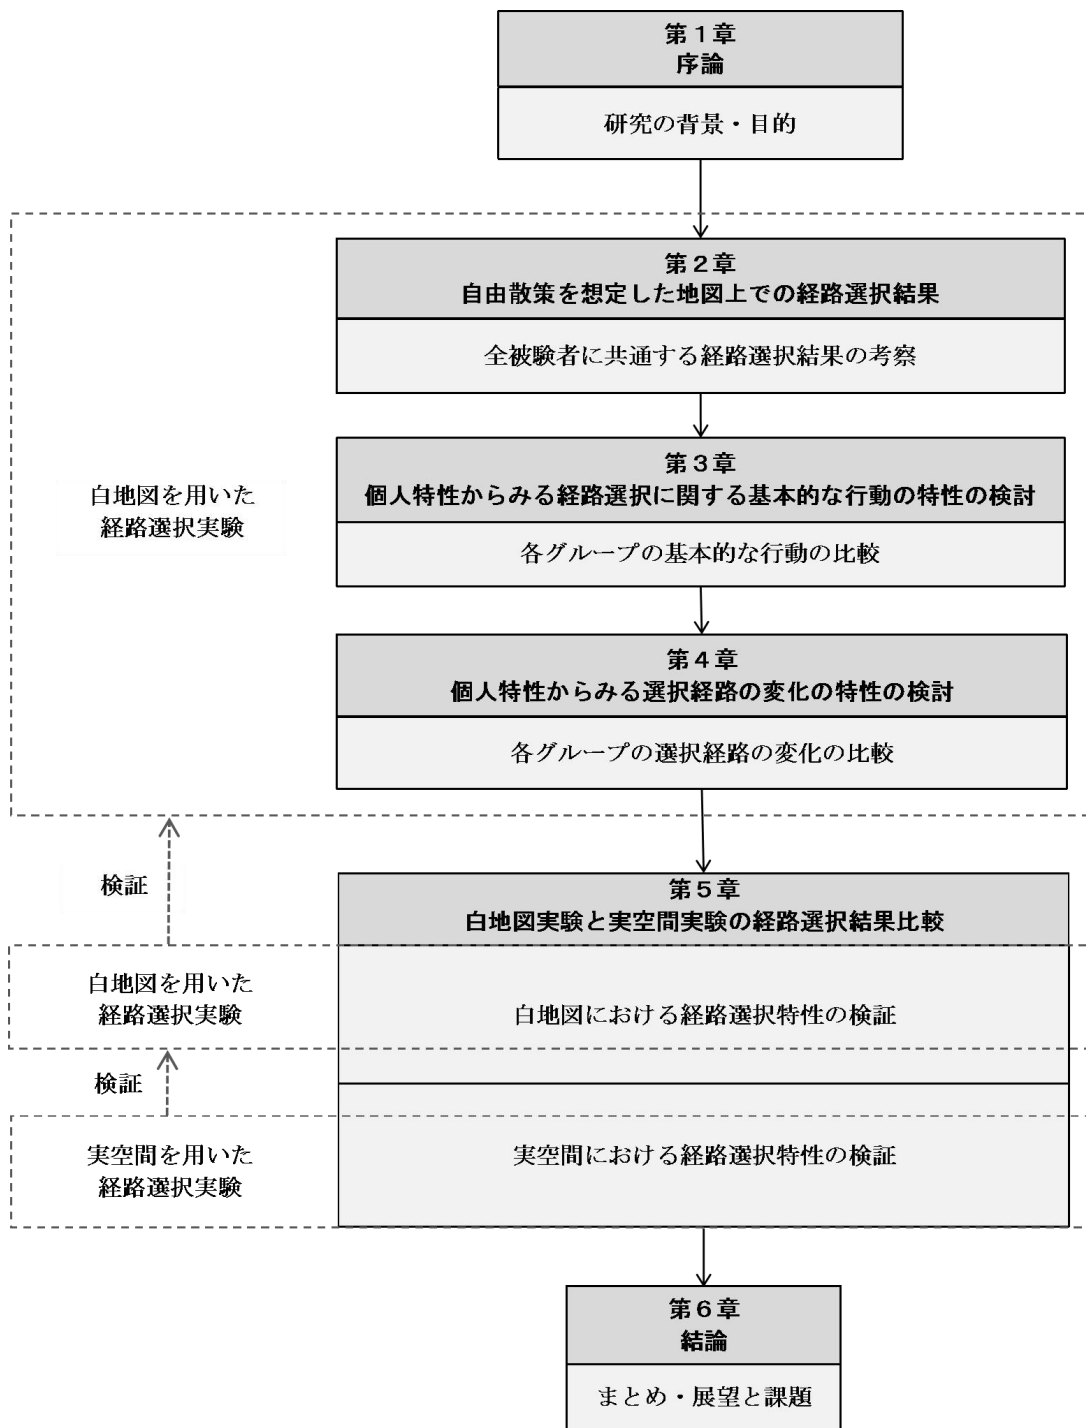 第１章
序論
研究の背景・目的
第２章
自由散策を想定した地図上での経路選択結果
全被験者に共通する経路選択結果の考察
第３章
個人特性からみる経路選択に関する基本的な行動の特性の検討
各グループの基本的な行動の比較
白地図を用いた
経路選択実験
第４章
個人特性からみる選択経路の変化の特性の検討
各グループの選択経路の変化の比較
検証
第５章
白地図実験と実空間実験の経路選択結果比較
白地図を用いた
経路選択実験
白地図における経路選択特性の検証
検証
実空間を用いた
経路選択実験
実空間における経路選択特性の検証
第６章
結論
まとめ・展望と課題